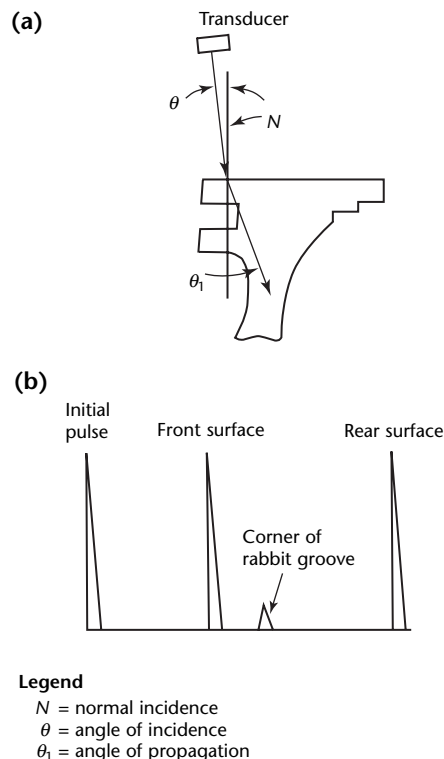 (a)
Transducer
θ
N
θ₁
(b)
Initial
pulse
Front surface
Rear surface
Corner of
rabbit groove
Legend
N = normal incidence
θ = angle of incidence
θ₁ = angle of propagation